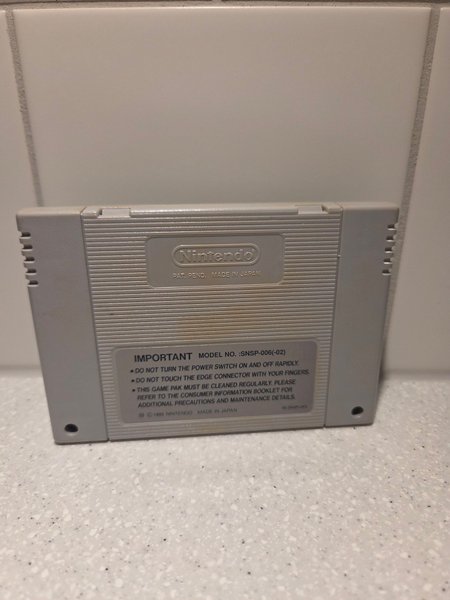 Nintendo
PAT. PEND. MADE IN JAPAN
IMPORTANT MODEL NO. :SNSP-006(-02)
• DO NOT TURN THE POWER SWITCH ON AND OFF RAPIDLY.
• DO NOT TOUCH THE EDGE CONNECTOR WITH YOUR FINGERS.
• THIS GAME PAK MUST BE CLEANED REGULARLY. PLEASE
REFER TO THE CONSUMER INFORMATION BOOKLET FOR
ADDITIONAL PRECAUTIONS AND MAINTENANCE DETAILS.
NINTENDO MADE IN JAPAN